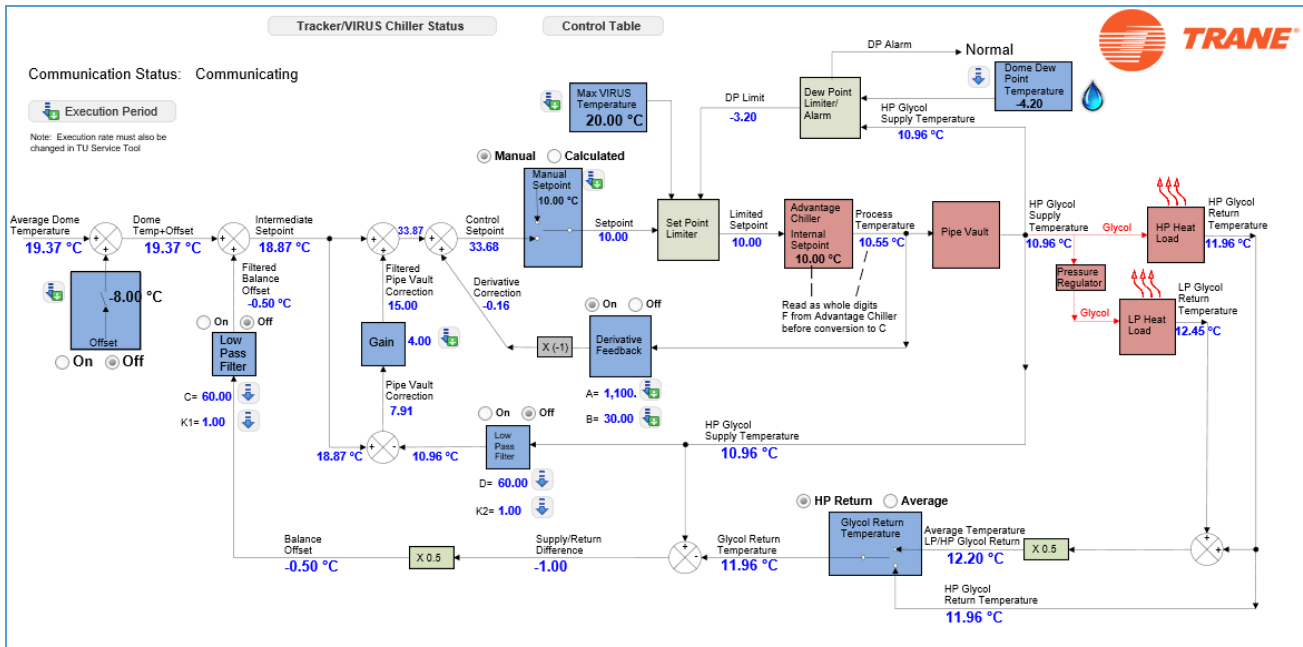 Tracker/VIRUS Chiller Status
Control Table
TRANE®
Communication Status: Communicating
Execution Period
Note: Execution rate must also be
changed in TU Service Tool
DP Alarm
Normal
Dome Dew
Point
Temperature
-4.20
Max VIRUS
Temperature
20.00 °C
DP Limit
-3.20
Dew Point
Limiter/
Alarm
HP Glycol
Supply Temperature
10.96 °C
Manual
Calculated
Manual
Setpoint
10.00 °C
Average Dome
Temperature
19.37 °C
+
+
Dome
Temp+Offset
19.37 °C
+
+
Intermediate
Setpoint
18.87 °C
+
+
33.87
+
+
Control
Setpoint
33.68
Setpoint
10.00
Set Point
Limiter
Limited
Setpoint
10.00
Advantage
Chiller
Internal
Setpoint
10.00 °C
Process
Temperature
10.55 °C
Pipe Vault
HP Glycol
Supply
Temperature
10.96 °C
Glycol
HP Heat
Load
HP Glycol
Return
Temperature
11.96 °C
Pressure
Regulator
Glycol
LP Heat
Load
LP Glycol
Return
Temperature
12.45 °C
-8.00 °C
Offset
On
Off
Filtered
Balance
Offset
-0.50 °C
On
Off
Low
Pass
Filter
C= 60.00
K1= 1.00
Filtered
Pipe Vault
Correction
15.00
Gain
4.00
Pipe Vault
Correction
7.91
Derivative
Correction
-0.16
X (-1)
On
Off
Derivative
Feedback
A= 1,100.
B= 30.00
Read as whole digits
F from Advantage Chiller
before conversion to C
18.87 °C
+
-
10.96 °C
On
Off
Low
Pass
Filter
D= 60.00
K2= 1.00
HP Glycol
Supply Temperature
10.96 °C
HP Return
Average
Glycol Return
Temperature
Average Temperature
LP/HP Glycol Return
12.20 °C
X 0.5
+
+
HP Glycol
Return Temperature
11.96 °C
Balance
Offset
-0.50 °C
X 0.5
Supply/Return
Difference
-1.00
+
-
Glycol Return
Temperature
11.96 °C